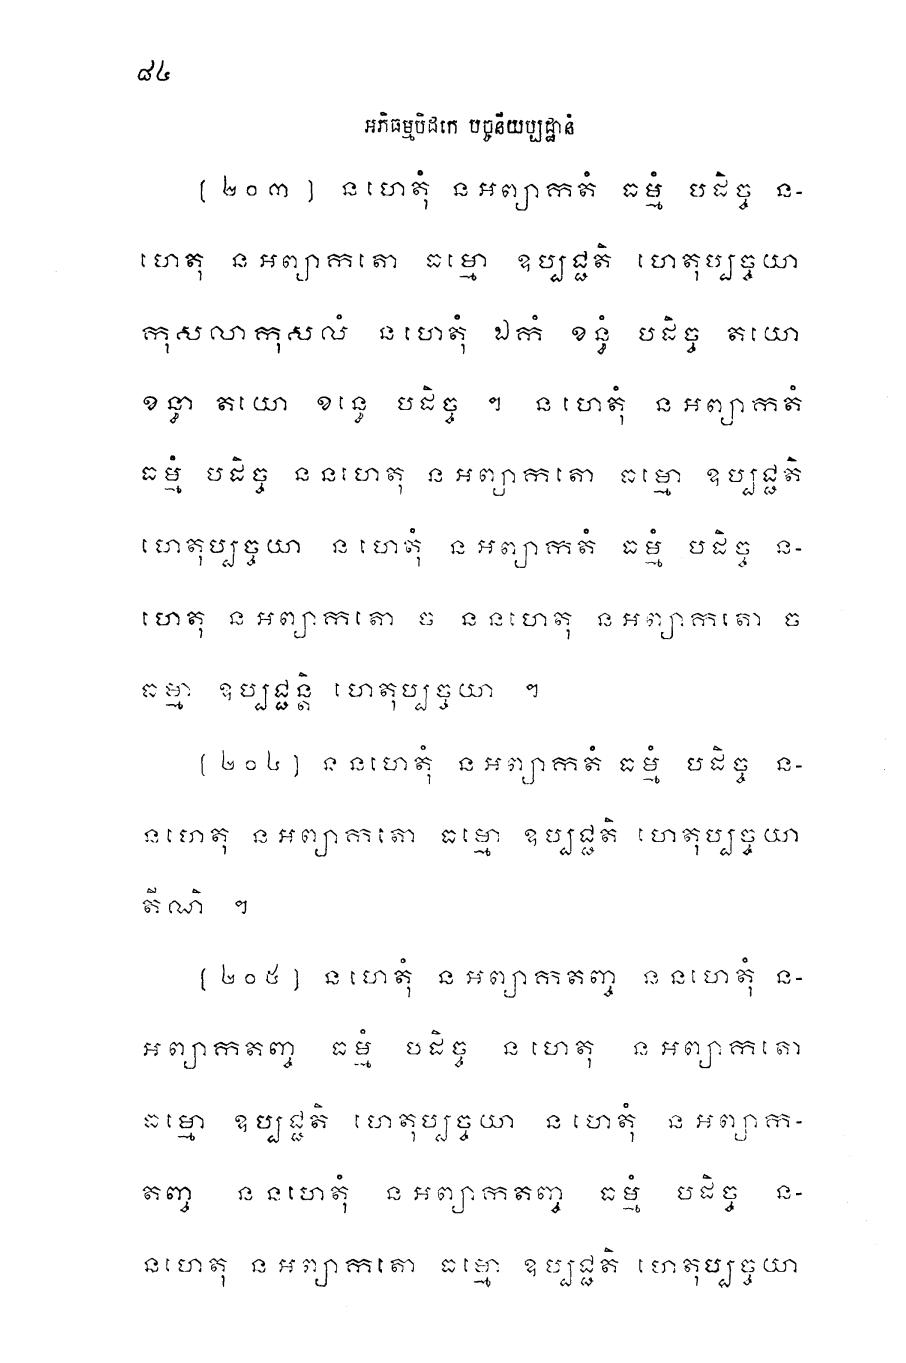 ៨៤
អភិធម្មបិដកេ បច្ចនីយប្បដ្ឋានំ
[២០៣] នហេតុំ នអព្យាកតំ ធម្មំ បដិច្ច ន-
ហេតុ នអព្យាកតោ ធម្មោ ឧប្បជ្ជតិ ហេតុប្បច្ចយា
កុសលាកុសលំ នហេតុំ ឯកំ ខន្ធំ បដិច្ច តយោ
ខន្ធា តយោ ខន្ធេ បដិច្ច ។ នហេតុំ នអព្យាកតំ
ធម្មំ បដិច្ច ននហេតុ នអព្យាកតោ ធម្មោ ឧប្បជ្ជតិ
ហេតុប្បច្ចយា នហេតុំ នអព្យាកតំ ធម្មំ បដិច្ច ន-
ហេតុ នអព្យាកតោ ច ននហេតុ នអព្យាកតោ ច
ធម្មា ឧប្បជ្ជន្តិ ហេតុប្បច្ចយា ។
[២០៤] ននហេតុំ នអព្យាកតំ ធម្មំ បដិច្ច ន-
នហេតុ នអព្យាកតោ ធម្មោ ឧប្បជ្ជតិ ហេតុប្បច្ចយា
តីណិ ។
[២០៥] នហេតុំ នអព្យាកតញ្ច ននហេតុំ ន-
អព្យាកតញ្ច ធម្មំ បដិច្ច នហេតុ នអព្យាកតោ
ធម្មោ ឧប្បជ្ជតិ ហេតុប្បច្ចយា នហេតុំ នអព្យាក-
តញ្ច ននហេតុំ នអព្យាកតញ្ច ធម្មំ បដិច្ច ន-
នហេតុ នអព្យាកតោ ធម្មោ ឧប្បជ្ជតិ ហេតុប្បច្ចយា